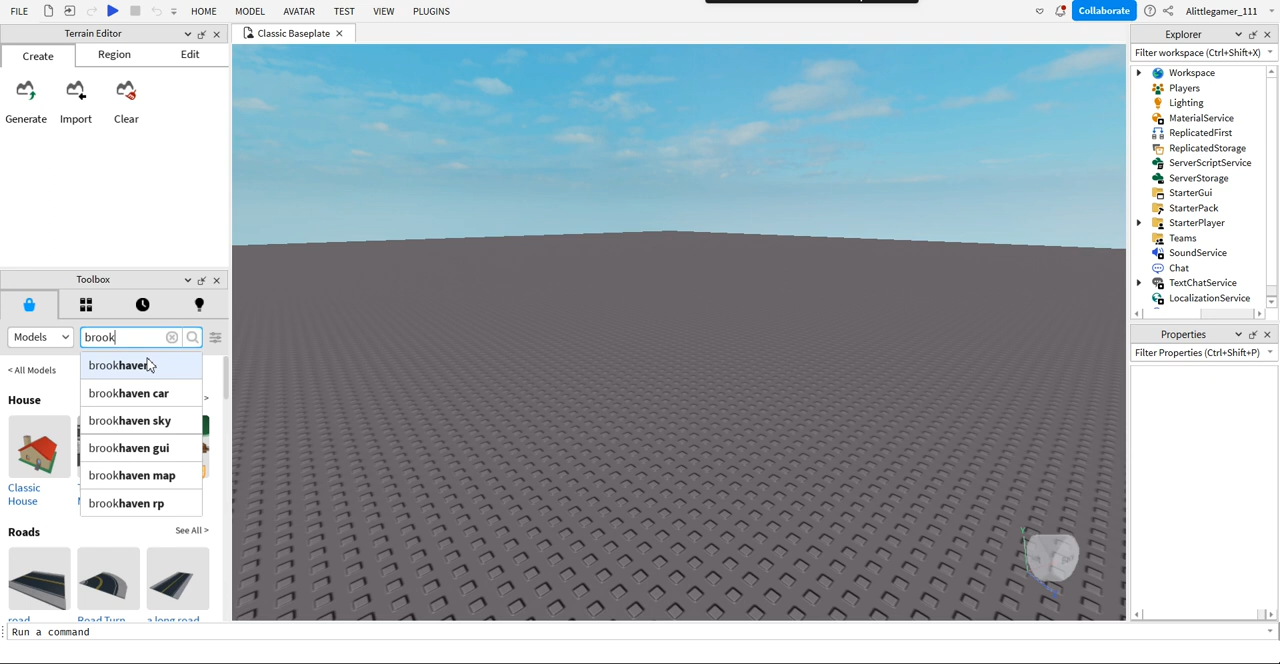 FILE
HOME
MODEL
AVATAR
TEST
VIEW
PLUGINS
Collaborate
Alittlegamer_111
Terrain Editor
Create
Region
Edit
Generate
Import
Clear
Toolbox
Models
brook
brookhaven
brookhaven car
brookhaven sky
brookhaven gui
brookhaven map
brookhaven rp
< All Models
House
>
Classic
House
Roads
See All >
road
Road Turn
a long road
Classic Baseplate
Explorer
Filter workspace (Ctrl+Shift+X)
Workspace
Players
Lighting
MaterialService
ReplicatedFirst
ReplicatedStorage
ServerScriptService
ServerStorage
StarterGui
StarterPack
StarterPlayer
Teams
SoundService
Chat
TextChatService
LocalizationService
Properties
Filter Properties (Ctrl+Shift+P)
Run a command